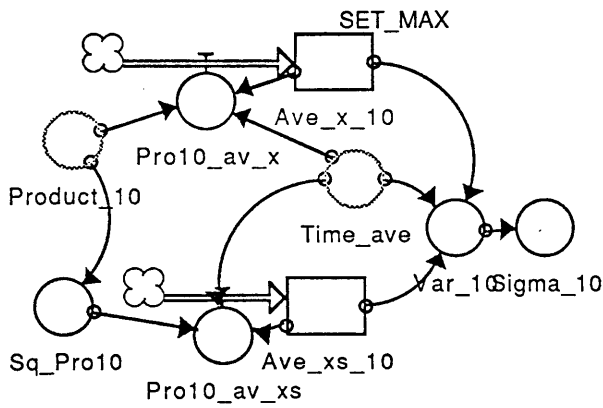 SET_MAX
Ave_x_10
Pro10_av_x
Product_10
Time_ave
Var_10
Sigma_10
Sq_Pro10
Ave_xs_10
Pro10_av_xs